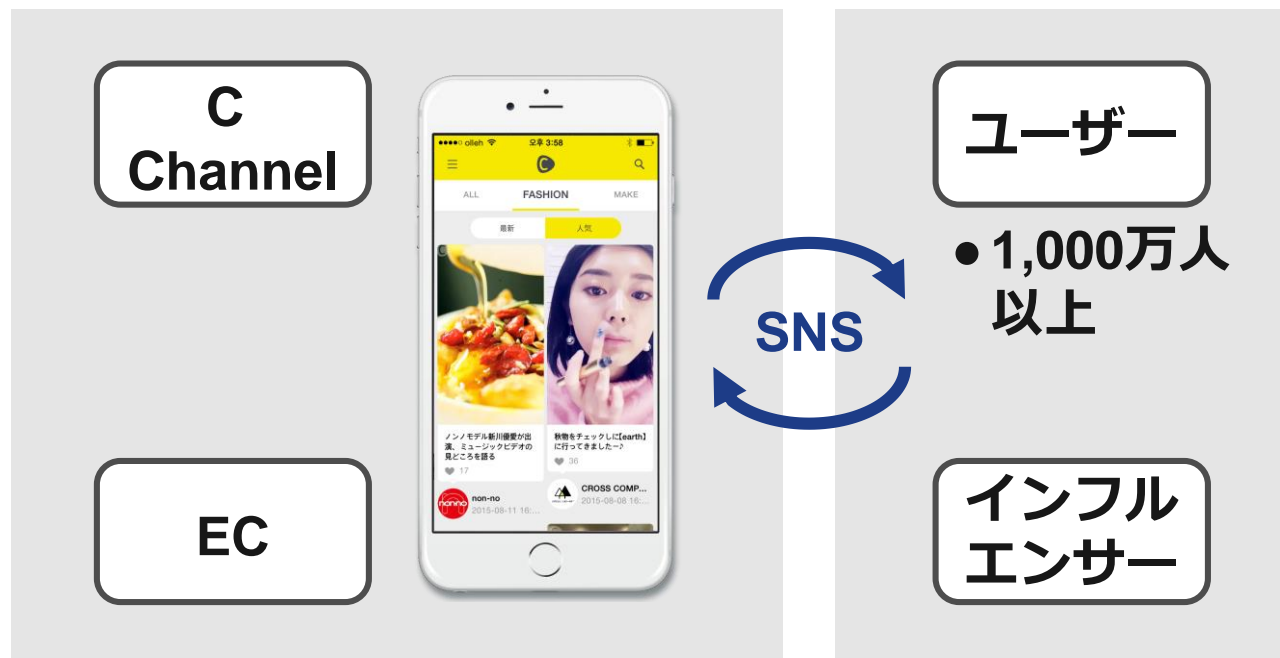 C
Channel
EC
●●●●○ olleh 오후 3:58
ALL FASHION MAKE
最新 人気
ノンノモデル新川優愛が出
演、ミュージックビデオの
見どころを語る
17
non-no
2015-08-11 16:...
秋物をチェックしに【earth】
に行ってきましたー♪
36
CROSS COMP...
2015-08-08 16:...
SNS
ユーザー
●1,000万人
以上
インフル
エンサー